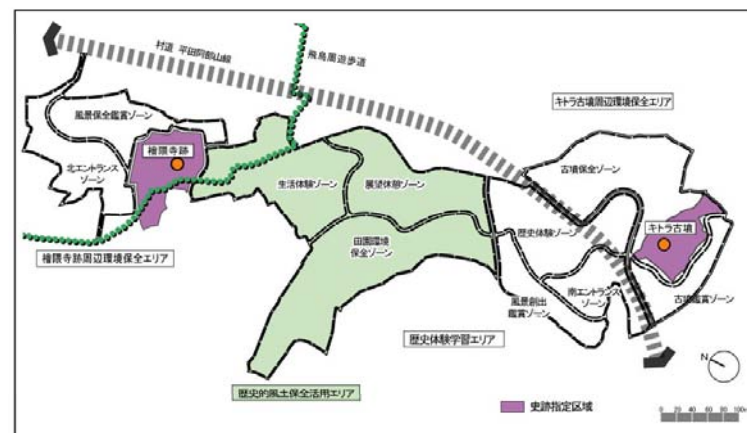 村道 平田阿部山線
飛鳥周遊歩道
キトラ古墳周辺環境保全エリア
風景保全鑑賞ゾーン
檜隈寺跡
北エントランス
ゾーン
生活体験ゾーン
展望休憩ゾーン
古墳保全ゾーン
歴史体験ゾーン
キトラ古墳
田園環境
保全ゾーン
檜隈寺跡周辺環境保全エリア
風景創出
鑑賞ゾーン
南エントランス
ゾーン
古墳鑑賞ゾーン
歴史体験学習エリア
歴史的風土保全活用エリア
史跡指定区域
N
0 20 40 60 80 100m